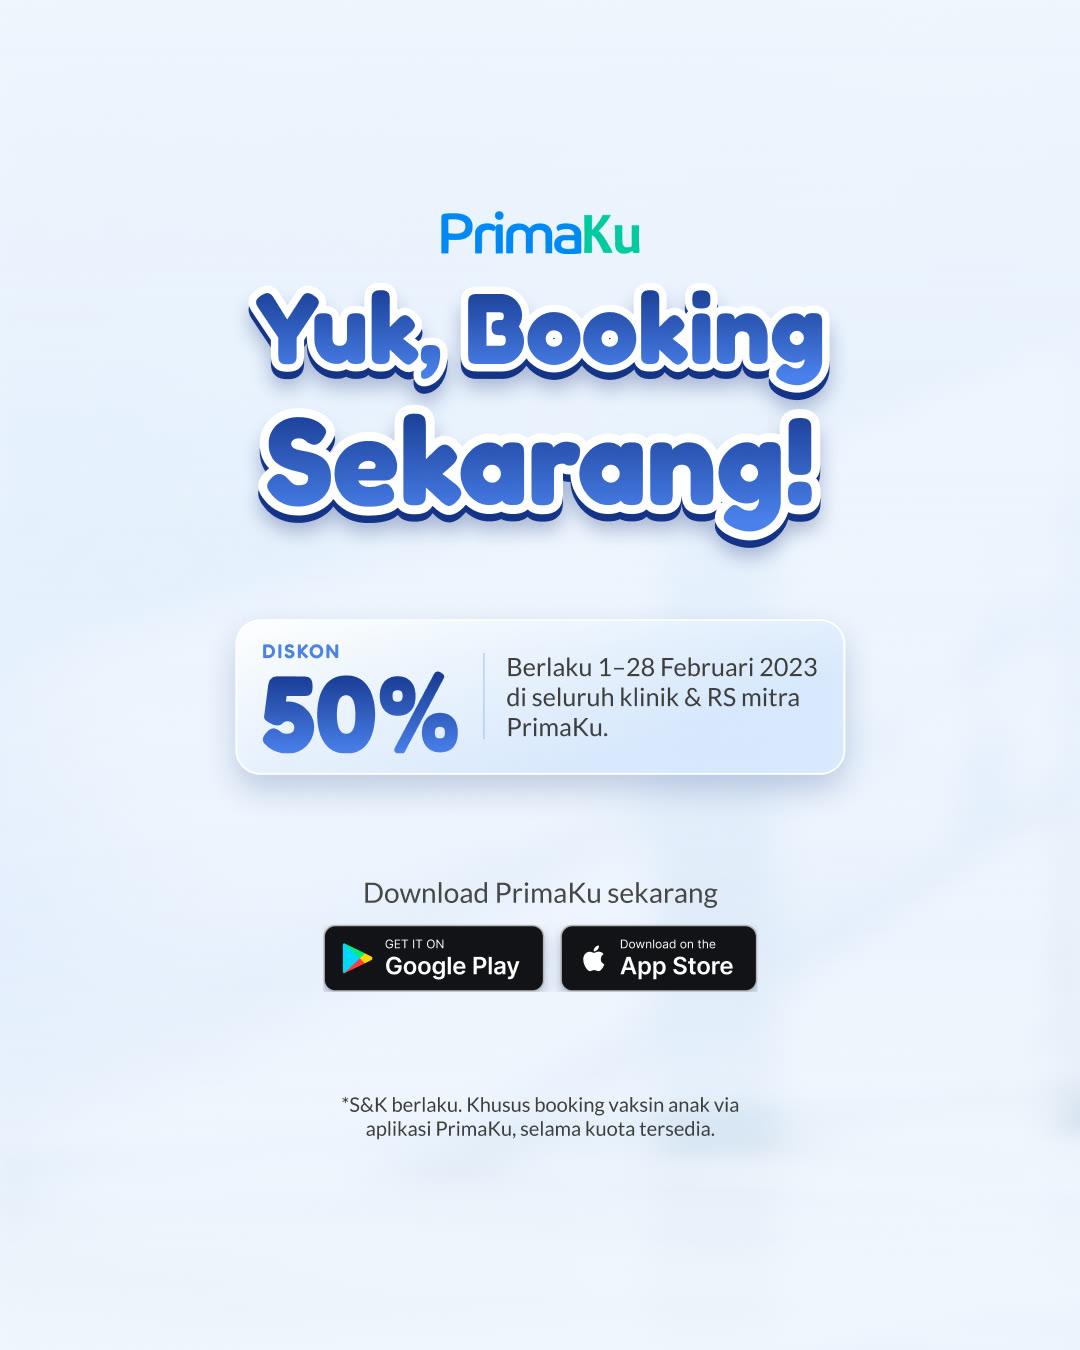 PrimaKu
Yuk, Booking
Sekarang!
DISKON
50%
Berlaku 1–28 Februari 2023
di seluruh klinik & RS mitra
PrimaKu.
Download PrimaKu sekarang
GET IT ON
Google Play
Download on the
App Store
*S&K berlaku. Khusus booking vaksin anak via
aplikasi PrimaKu, selama kuota tersedia.